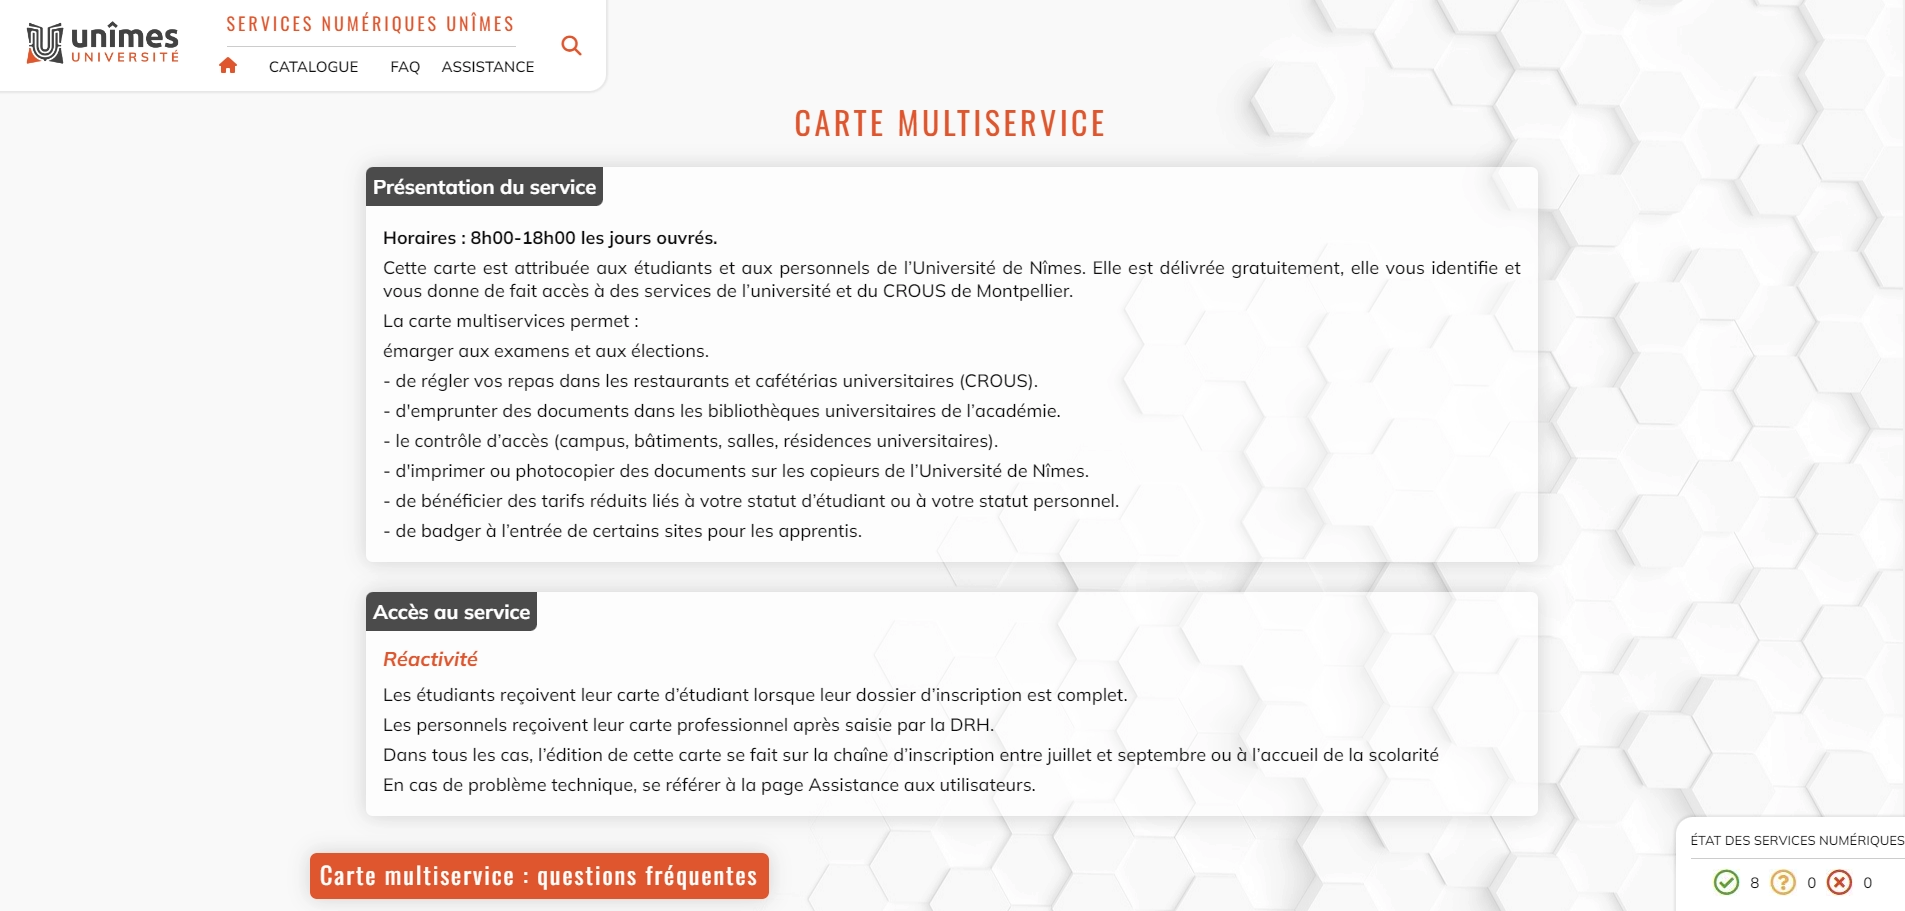 unîmes
UNIVERSITÉ
SERVICES NUMÉRIQUES UNÎMES
CATALOGUE FAQ ASSISTANCE
CARTE MULTISERVICE
Présentation du service
Horaires : 8h00-18h00 les jours ouvrés.
Cette carte est attribuée aux étudiants et aux personnels de l’Université de Nîmes. Elle est délivrée gratuitement, elle vous identifie et
vous donne de fait accès à des services de l’université et du CROUS de Montpellier.
La carte multiservices permet :
émarger aux examens et aux élections.
- de régler vos repas dans les restaurants et cafétérias universitaires (CROUS).
- d'emprunter des documents dans les bibliothèques universitaires de l’académie.
- le contrôle d’accès (campus, bâtiments, salles, résidences universitaires).
- d'imprimer ou photocopier des documents sur les copieurs de l’Université de Nîmes.
- de bénéficier des tarifs réduits liés à votre statut d’étudiant ou à votre statut personnel.
- de badger à l’entrée de certains sites pour les apprentis.
Accès au service
Réactivité
Les étudiants reçoivent leur carte d’étudiant lorsque leur dossier d’inscription est complet.
Les personnels reçoivent leur carte professionnel après saisie par la DRH.
Dans tous les cas, l’édition de cette carte se fait sur la chaîne d’inscription entre juillet et septembre ou à l’accueil de la scolarité
En cas de problème technique, se référer à la page Assistance aux utilisateurs.
Carte multiservice : questions fréquentes
ÉTAT DES SERVICES NUMÉRIQUES
8 0 0